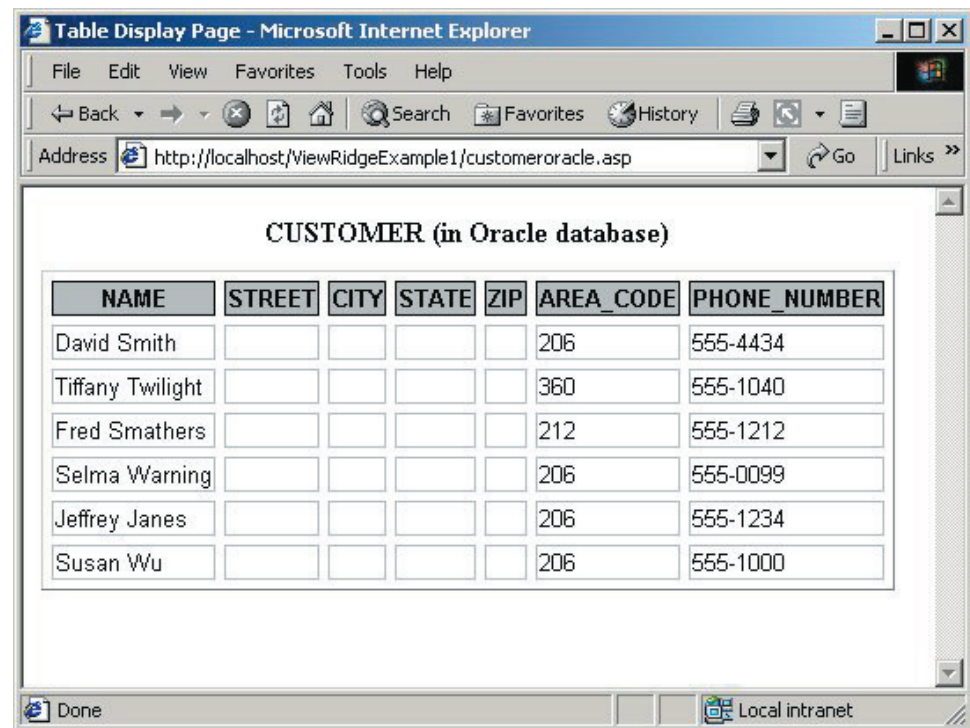 Table Display Page - Microsoft Internet Explorer
File Edit View Favorites Tools Help
Back Search Favorites History
Address http://localhost/ViewRidgeExample1/customeroracle.asp Go Links »
CUSTOMER (in Oracle database)
NAME STREET CITY STATE ZIP AREA_CODE PHONE_NUMBER
David Smith 206 555-4434
Tiffany Twilight 360 555-1040
Fred Smathers 212 555-1212
Selma Warning 206 555-0099
Jeffrey Janes 206 555-1234
Susan Wu 206 555-1000
Done Local intranet